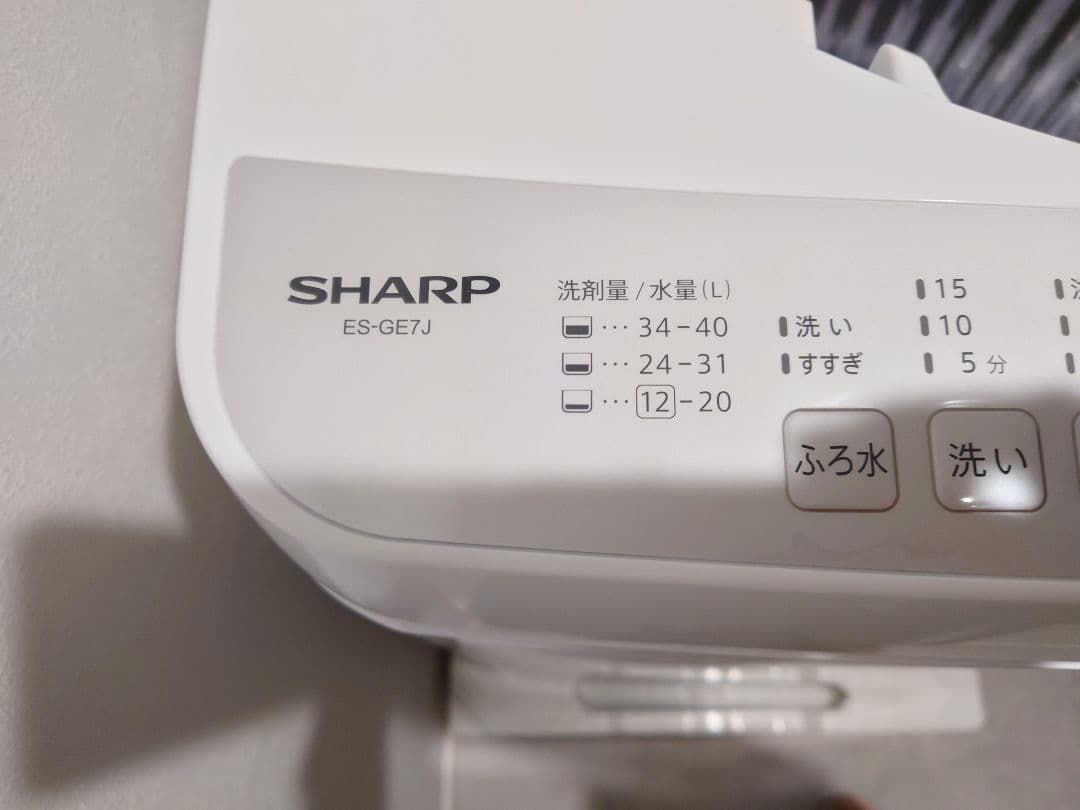 SHARP
ES-GE7J
洗剤量/水量(L)
… 34-40
… 24-31
… 12-20
洗い
すすぎ
15
10
5分
ふろ水
洗い